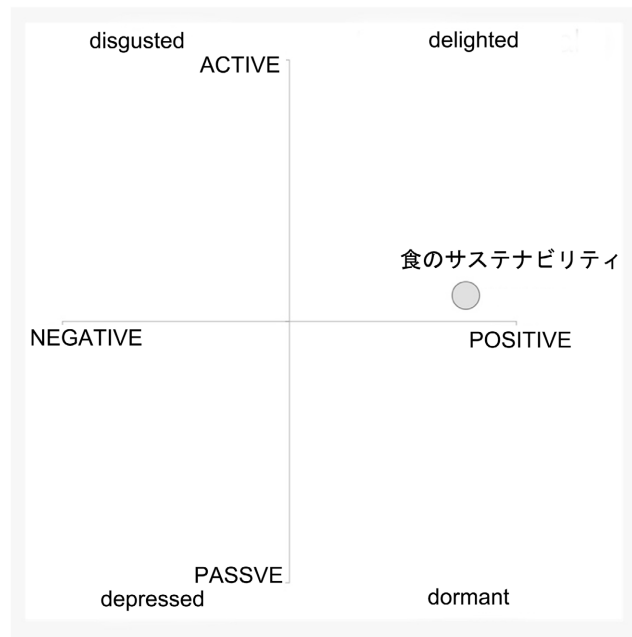 disgusted
delighted
ACTIVE
食のサステナビリティ
NEGATIVE
POSITIVE
PASSVE
depressed
dormant